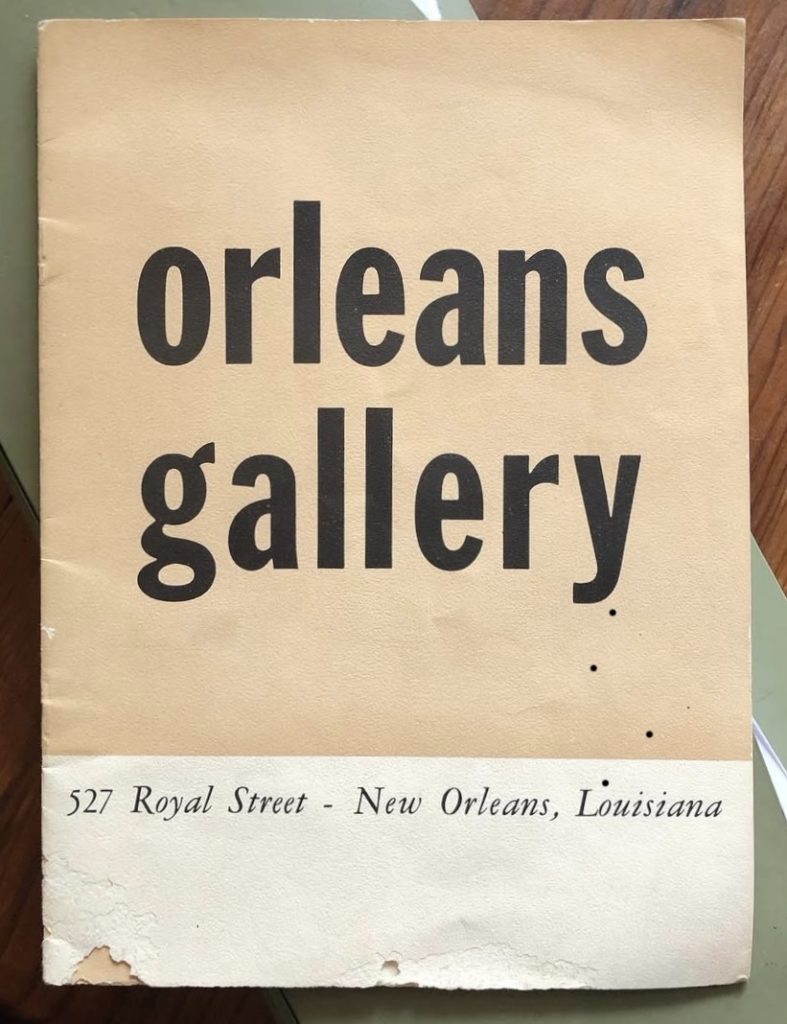 orleans
gallery
527 Royal Street - New Orleans, Louisiana